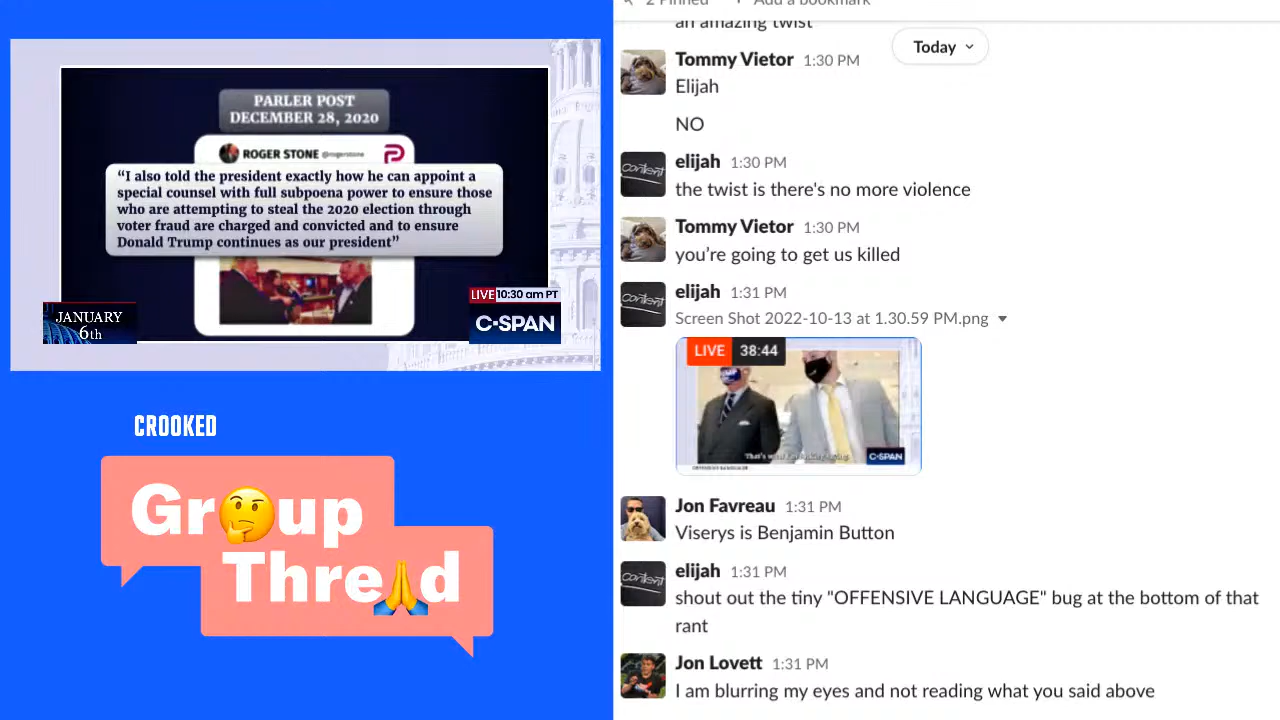 PARLER POST
DECEMBER 28, 2020
ROGER STONE @rogerstone
“I also told the president exactly how he can appoint a
special counsel with full subpoena power to ensure those
who are attempting to steal the 2020 election through
voter fraud are charged and convicted and to ensure
Donald Trump continues as our president”
JANUARY
6th
LIVE 10:30 am PT
C-SPAN
CROOKED
Gr🤔up
Thre🙏d
2 Pinned + Add a bookmark
an amazing twist
Today
Tommy Vietor 1:30 PM
Elijah
NO
elijah 1:30 PM
the twist is there's no more violence
Tommy Vietor 1:30 PM
you’re going to get us killed
elijah 1:31 PM
Screen Shot 2022-10-13 at 1.30.59 PM.png
LIVE 38:44
C-SPAN
OFFENSIVE LANGUAGE
Jon Favreau 1:31 PM
Viserys is Benjamin Button
elijah 1:31 PM
shout out the tiny "OFFENSIVE LANGUAGE" bug at the bottom of that
rant
Jon Lovett 1:31 PM
I am blurring my eyes and not reading what you said above